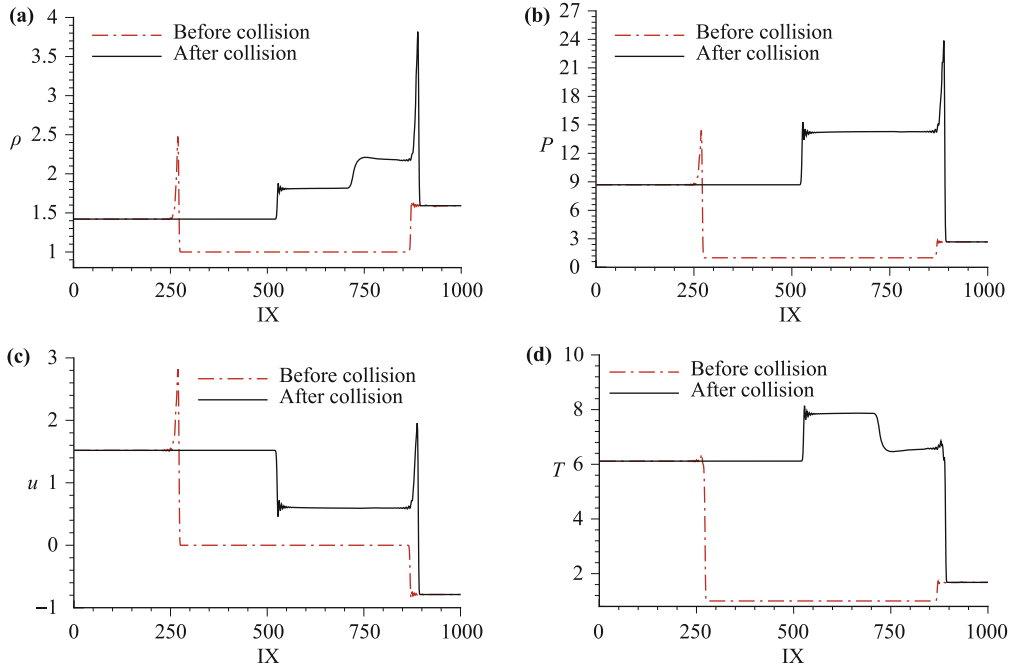 (a)
4
3.5
3
2.5
2
1.5
1
ρ
Before collision
After collision
0
250
500
750
1000
IX
(b)
27
24
21
18
15
12
9
6
3
0
P
Before collision
After collision
0
250
500
750
1000
IX
(c)
3
2
1
0
−1
u
Before collision
After collision
0
250
500
750
1000
IX
(d)
10
8
6
4
2
T
Before collision
After collision
0
250
500
750
1000
IX